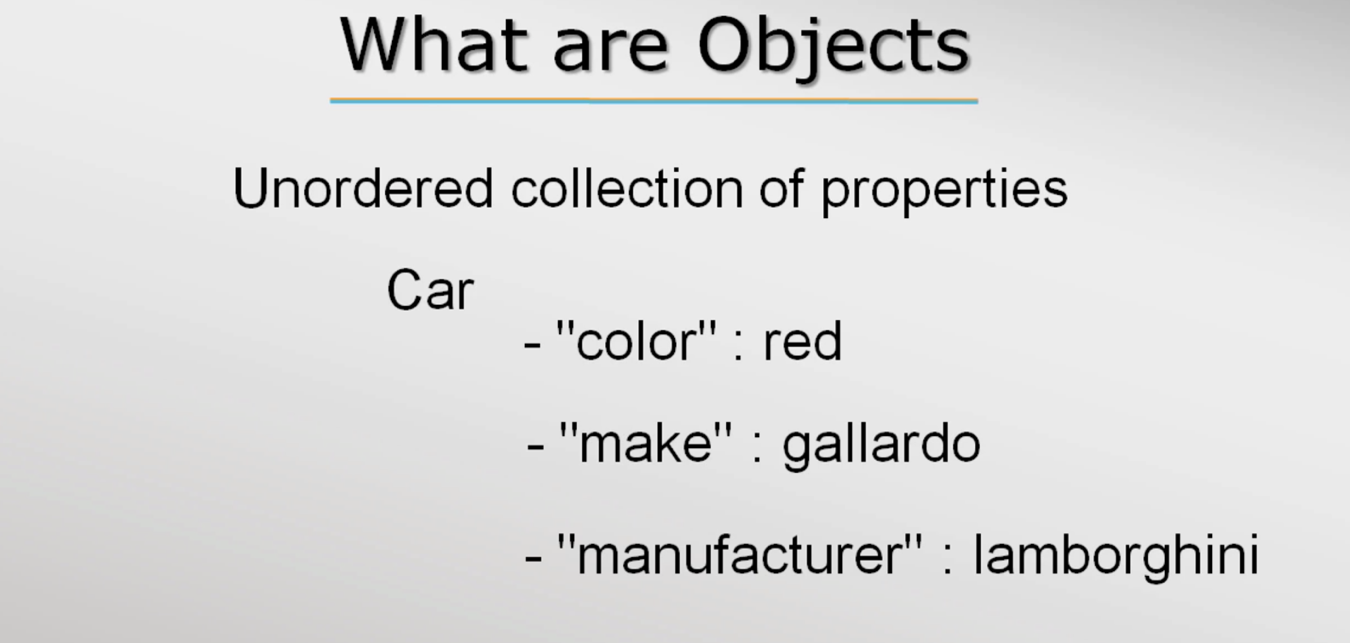 What are Objects
Unordered collection of properties
Car
- "color" : red
- "make" : gallardo
- "manufacturer" : lamborghini